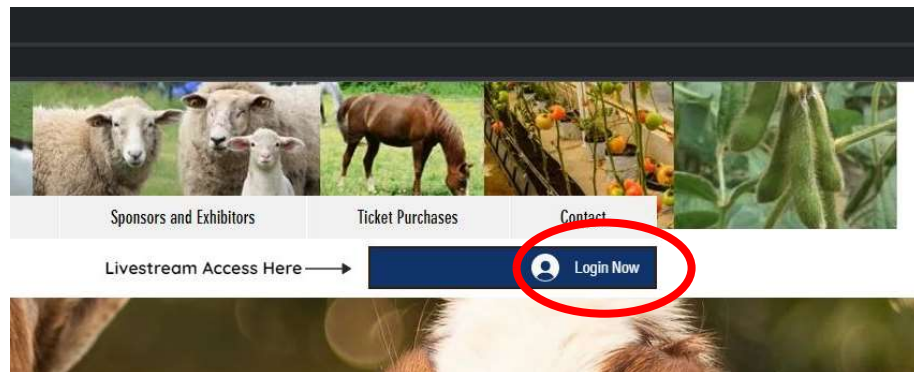 Sponsors and Exhibitors Ticket Purchases Contact
Livestream Access Here Login Now